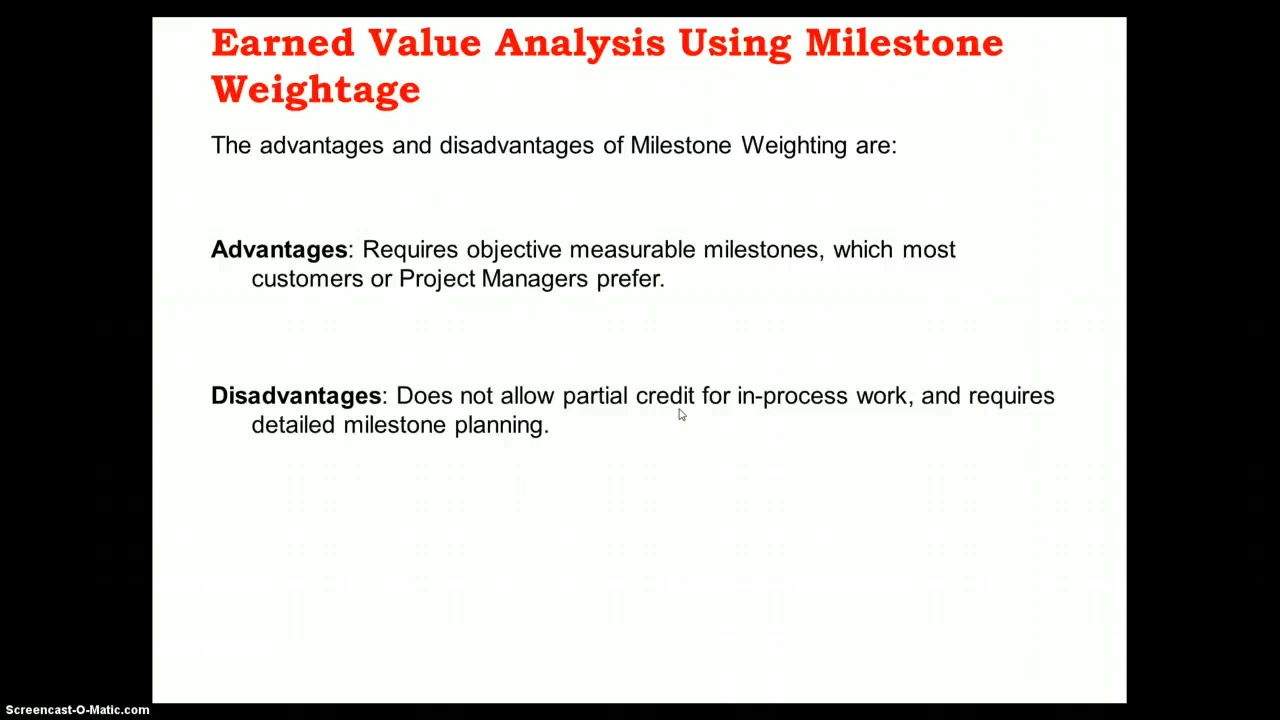 Earned Value Analysis Using Milestone
Weightage
The advantages and disadvantages of Milestone Weighting are:
Advantages: Requires objective measurable milestones, which most
customers or Project Managers prefer.
Disadvantages: Does not allow partial credit for in-process work, and requires
detailed milestone planning.
Screencast-O-Matic.com